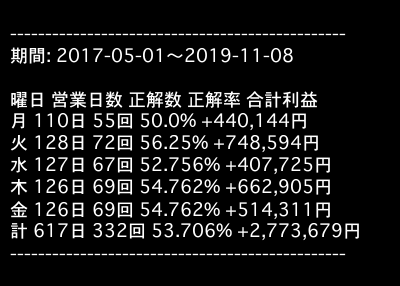 ------------------------------------------------
期間: 2017-05-01〜2019-11-08
曜日 営業日数 正解数 正解率 合計利益
月 110日 55回 50.0% +440,144円
火 128日 72回 56.25% +748,594円
水 127日 67回 52.756% +407,725円
木 126日 69回 54.762% +662,905円
金 126日 69回 54.762% +514,311円
計 617日 332回 53.706% +2,773,679円
------------------------------------------------